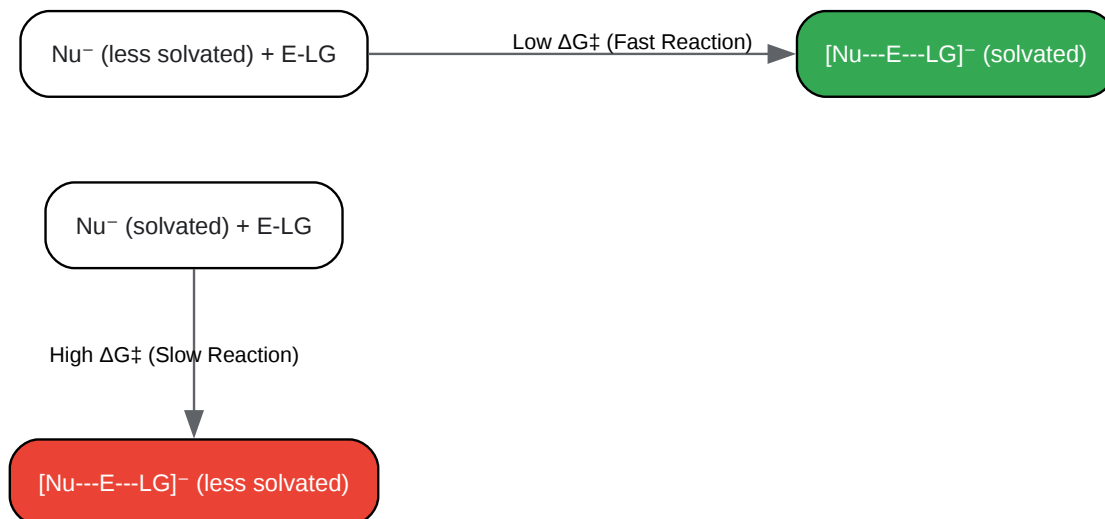 Nu⁻ (less solvated) + E-LG
Low ΔG‡ (Fast Reaction)
[Nu---E---LG]⁻ (solvated)
Nu⁻ (solvated) + E-LG
High ΔG‡ (Slow Reaction)
[Nu---E---LG]⁻ (less solvated)